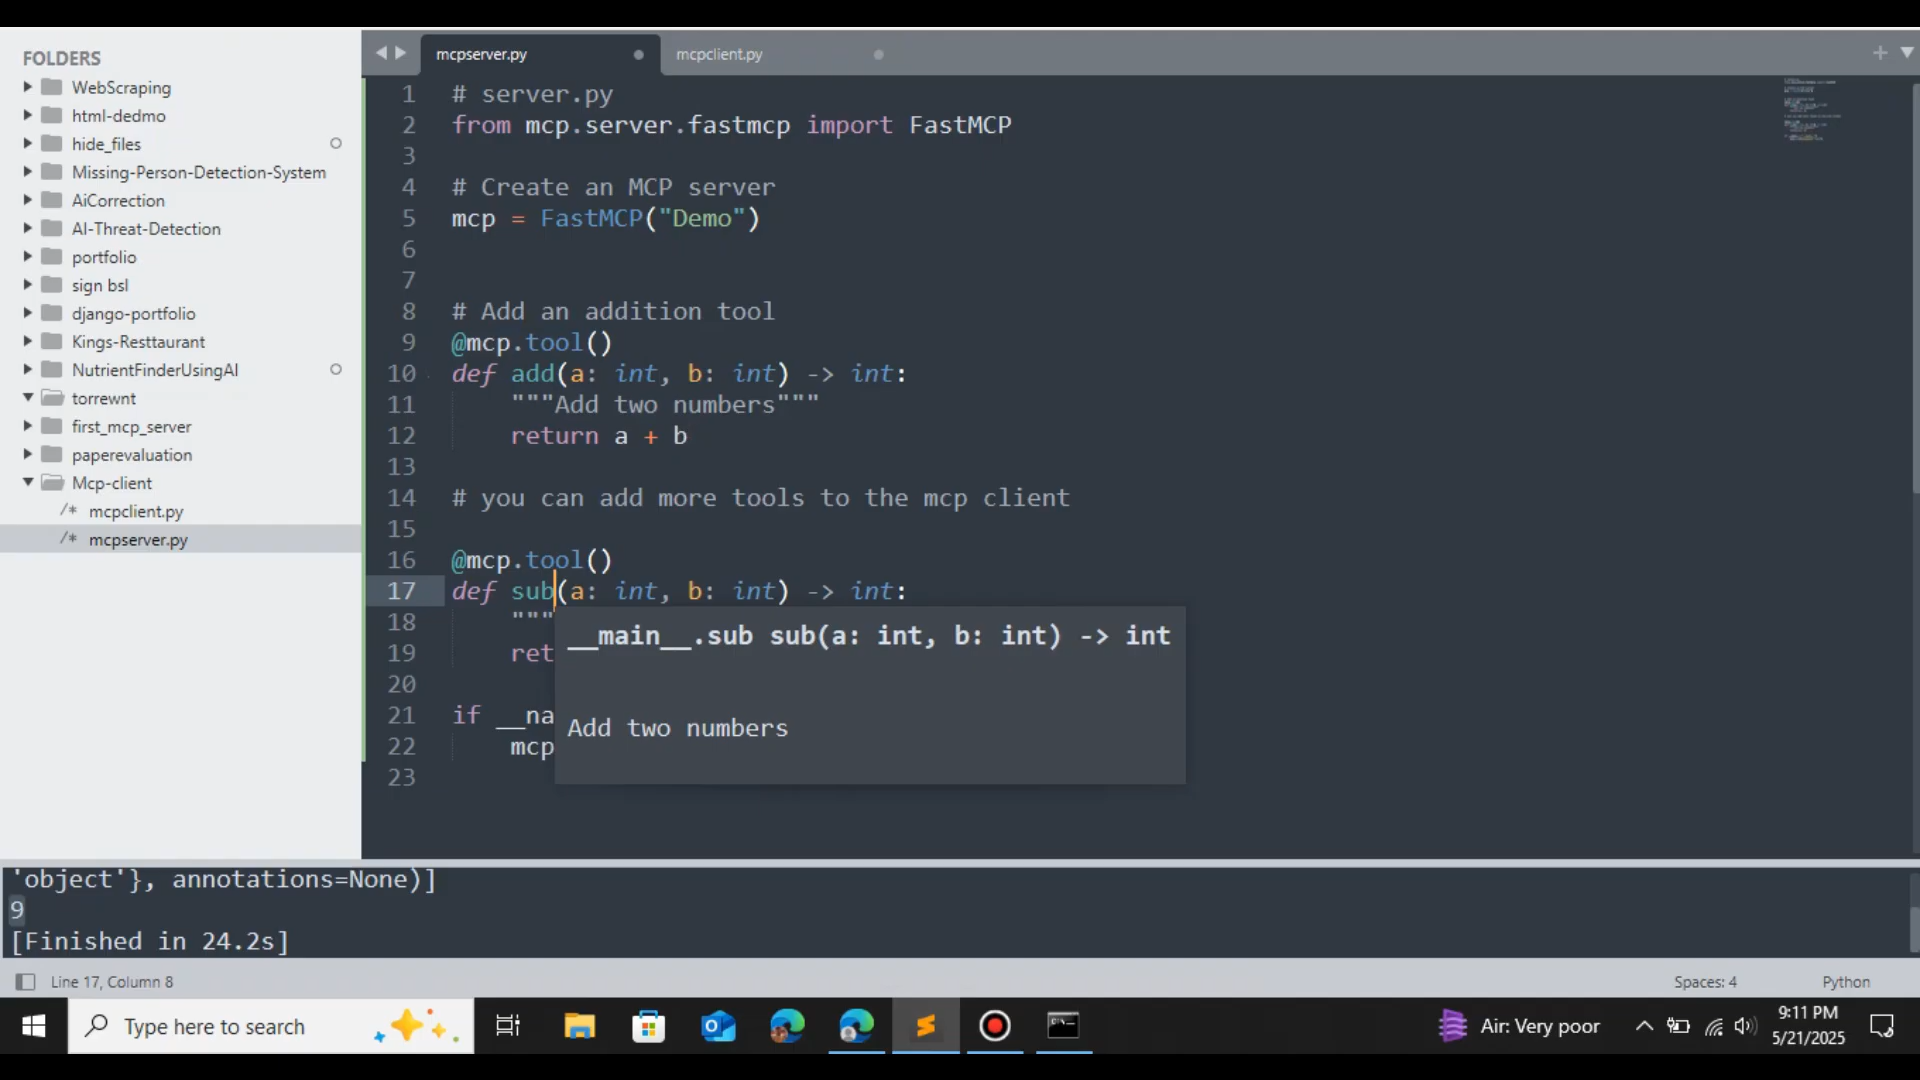 FOLDERS
WebScraping
html-dedmo
hide_files
Missing-Person-Detection-System
AiCorrection
AI-Threat-Detection
portfolio
sign bsl
django-portfolio
Kings-Resttaurant
NutrientFinderUsingAI
torrewnt
first_mcp_server
paperevaluation
Mcp-client
/* mcpclient.py
/* mcpserver.py
mcpserver.py
mcpclient.py
1 # server.py
2 from mcp.server.fastmcp import FastMCP
3
4 # Create an MCP server
5 mcp = FastMCP("Demo")
6
7
8 # Add an addition tool
9 @mcp.tool()
10 def add(a: int, b: int) -> int:
11 """Add two numbers"""
12 return a + b
13
14 # you can add more tools to the mcp client
15
16 @mcp.tool()
17 def sub(a: int, b: int) -> int:
18 """
19 ret
20
21 if __na
22 mcp
23
__main__.sub sub(a: int, b: int) -> int
Add two numbers
'object'}, annotations=None)]
9
[Finished in 24.2s]
Line 17, Column 8
Spaces: 4
Python
Type here to search
Air: Very poor
9:11 PM
5/21/2025